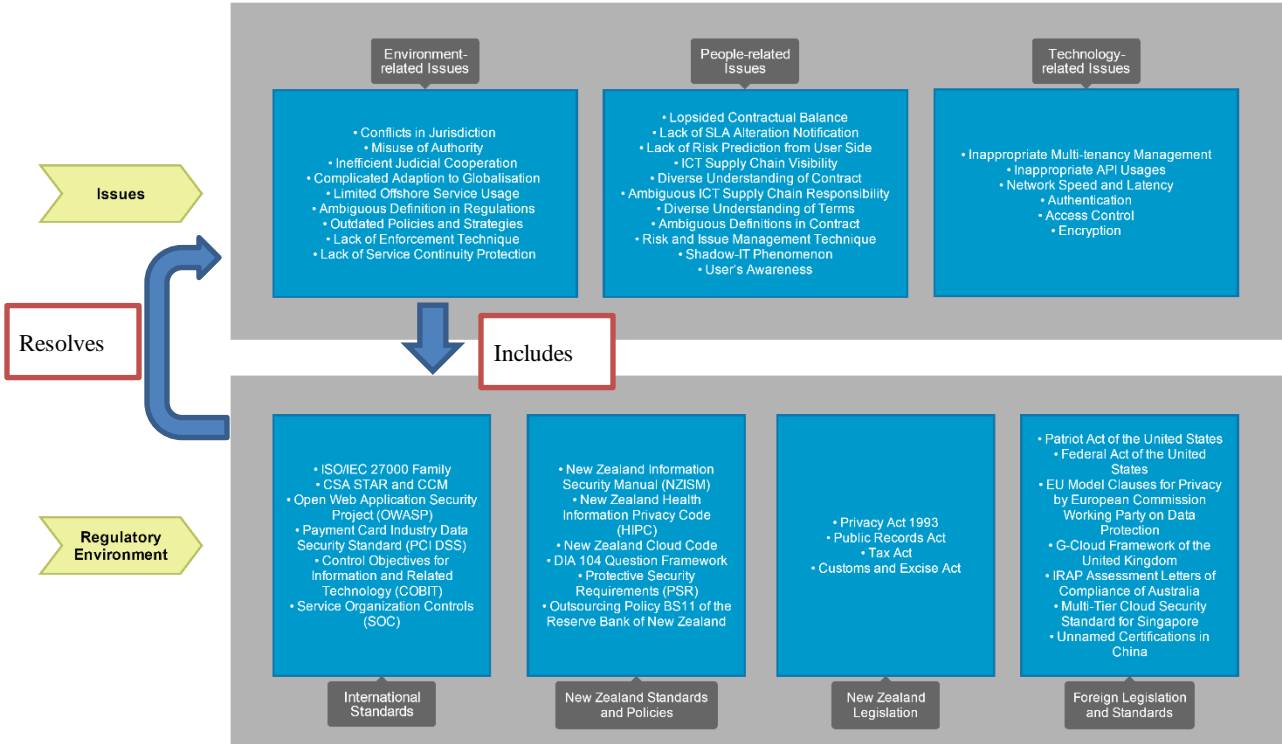 Environment-
related Issues
People-related
Issues
Technology-
related Issues
Issues
• Conflicts in Jurisdiction
• Misuse of Authority
• Inefficient Judicial Cooperation
• Complicated Adaption to Globalisation
• Limited Offshore Service Usage
• Ambiguous Definition in Regulations
• Outdated Policies and Strategies
• Lack of Enforcement Technique
• Lack of Service Continuity Protection
• Lopsided Contractual Balance
• Lack of SLA Alteration Notification
• Lack of Risk Prediction from User Side
• ICT Supply Chain Visibility
• Diverse Understanding of Contract
• Ambiguous ICT Supply Chain Responsibility
• Diverse Understanding of Terms
• Ambiguous Definitions in Contract
• Risk and Issue Management Technique
• Shadow-IT Phenomenon
• User's Awareness
• Inappropriate Multi-tenancy Management
• Inappropriate API Usages
• Network Speed and Latency
• Authentication
• Access Control
• Encryption
Resolves
Includes
Regulatory
Environment
• ISO/IEC 27000 Family
• CSA STAR and CCM
• Open Web Application Security
Project (OWASP)
• Payment Card Industry Data
Security Standard (PCI DSS)
• Control Objectives for
Information and Related
Technology (COBIT)
• Service Organization Controls
(SOC)
• New Zealand Information
Security Manual (NZISM)
• New Zealand Health
Information Privacy Code
(HIPC)
• New Zealand Cloud Code
• DIA 104 Question Framework
• Protective Security
Requirements (PSR)
• Outsourcing Policy BS11 of the
Reserve Bank of New Zealand
• Privacy Act 1993
• Public Records Act
• Tax Act
• Customs and Excise Act
• Patriot Act of the United States
• Federal Act of the United
States
• EU Model Clauses for Privacy
by European Commission
Working Party on Data
Protection
• G-Cloud Framework of the
United Kingdom
• IRAP Assessment Letters of
Compliance of Australia
• Multi-Tier Cloud Security
Standard for Singapore
• Unnamed Certifications in
China
International
Standards
New Zealand Standards
and Policies
New Zealand
Legislation
Foreign Legislation
and Standards